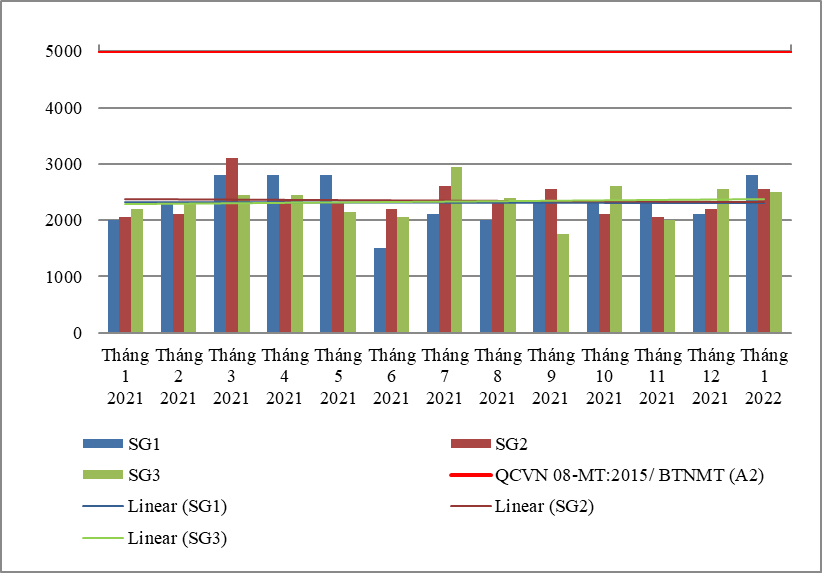 5000
4000
3000
2000
1000
0
Tháng Tháng Tháng Tháng Tháng Tháng Tháng Tháng Tháng Tháng Tháng Tháng Tháng
1 2 3 4 5 6 7 8 9 10 11 12 1
2021 2021 2021 2021 2021 2021 2021 2021 2021 2021 2021 2021 2022
SG1 SG2
SG3 QCVN 08-MT:2015/ BTNMT (A2)
Linear (SG1) Linear (SG2)
Linear (SG3)